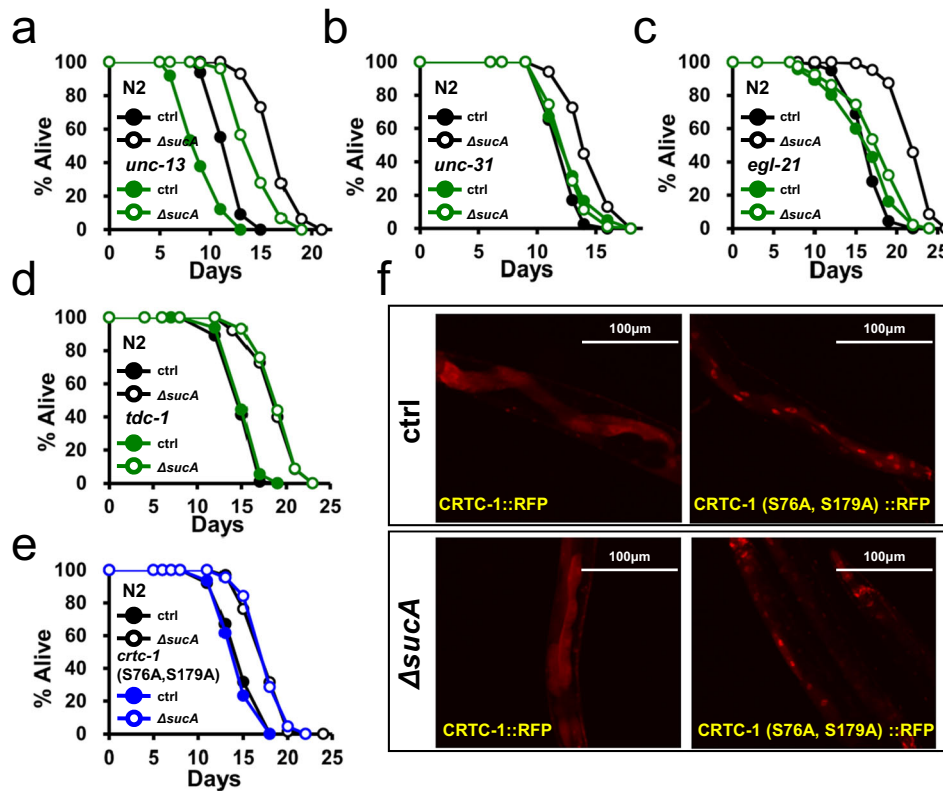 a
b
c
100
80
60
40
20
0
% Alive
N2
ctrl
ΔsucA
unc-13
ctrl
ΔsucA
0 5 10 15 20
Days
100
80
60
40
20
0
% Alive
N2
ctrl
ΔsucA
unc-31
ctrl
ΔsucA
0 5 10 15
Days
100
80
60
40
20
0
% Alive
N2
ctrl
ΔsucA
egl-21
ctrl
ΔsucA
0 5 10 15 20 25
Days
d
100
80
60
40
20
0
% Alive
N2
ctrl
ΔsucA
tdc-1
ctrl
ΔsucA
0 5 10 15 20 25
Days
e
100
80
60
40
20
0
% Alive
N2
ctrl
ΔsucA
crtc-1
(S76A,S179A)
ctrl
ΔsucA
0 5 10 15 20 25
Days
f
ctrl
100μm
CRTC-1::RFP
100μm
CRTC-1 (S76A, S179A) ::RFP
ΔsucA
100μm
CRTC-1::RFP
100μm
CRTC-1 (S76A, S179A) ::RFP